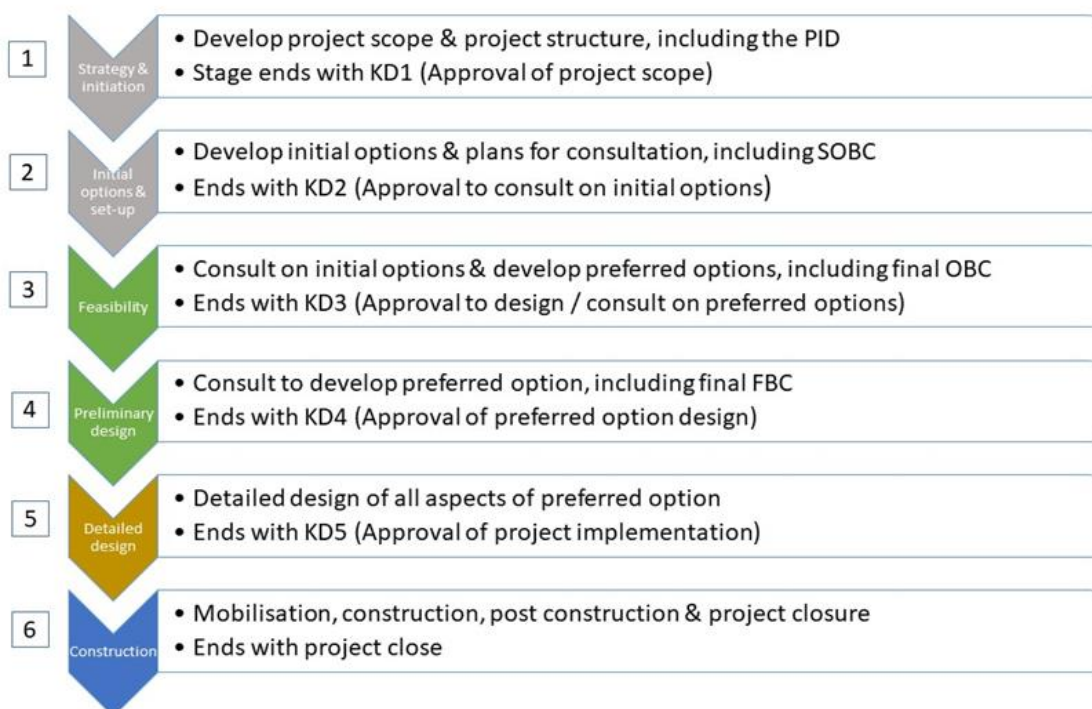 1
Strategy &
initiation
• Develop project scope & project structure, including the PID
• Stage ends with KD1 (Approval of project scope)
2
Initial
options &
set-up
• Develop initial options & plans for consultation, including SOBC
• Ends with KD2 (Approval to consult on initial options)
3
Feasibility
• Consult on initial options & develop preferred options, including final OBC
• Ends with KD3 (Approval to design / consult on preferred options)
4
Preliminary
design
• Consult to develop preferred option, including final FBC
• Ends with KD4 (Approval of preferred option design)
5
Detailed
design
• Detailed design of all aspects of preferred option
• Ends with KD5 (Approval of project implementation)
6
Construction
• Mobilisation, construction, post construction & project closure
• Ends with project close